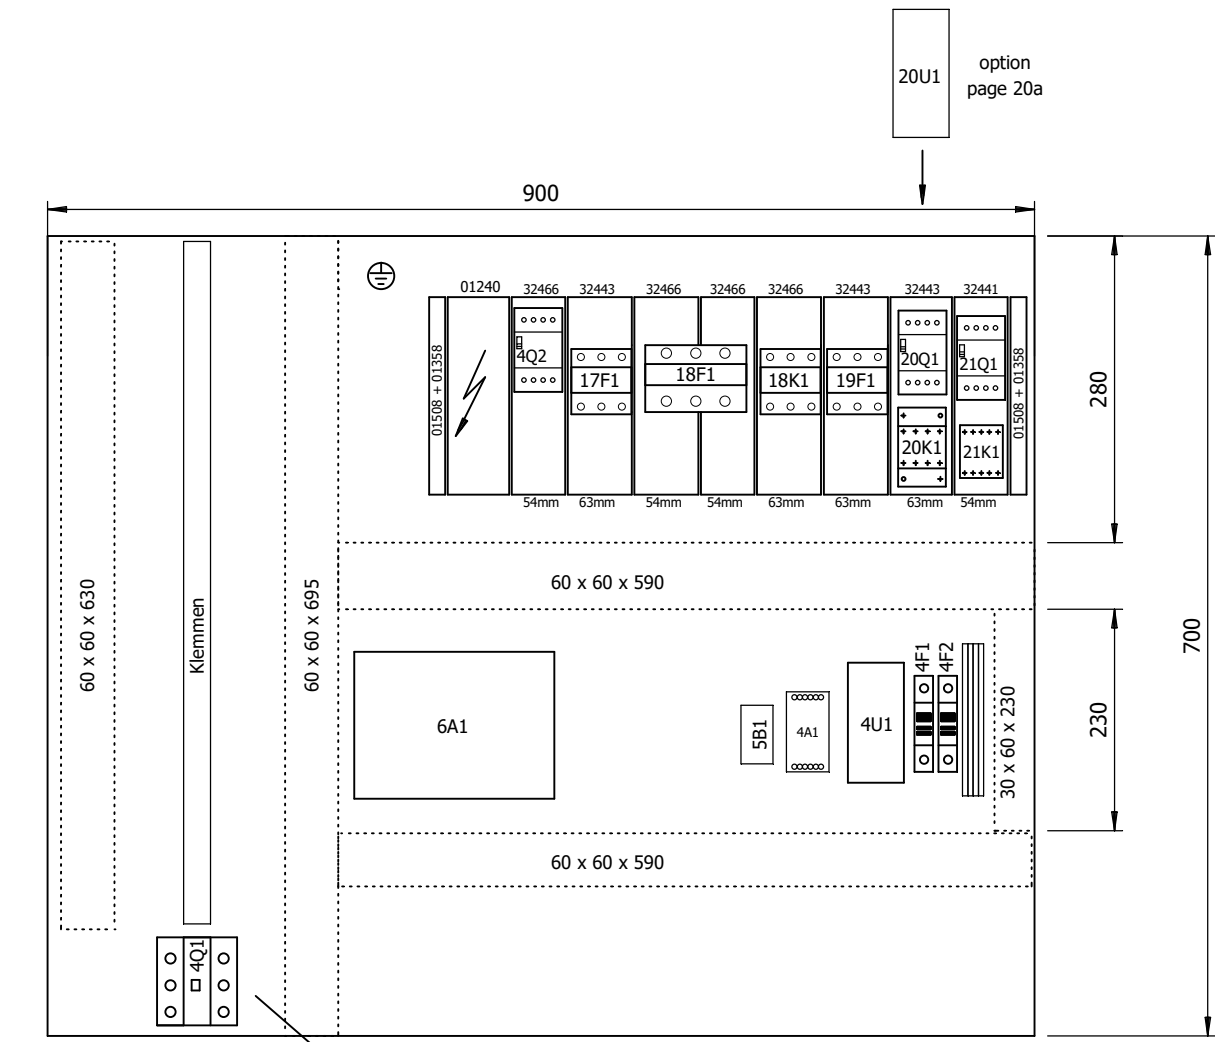 20U1
option
page 20a
900
01240 32466 32443 32466 32466 32466 32443 32443 32441
01508 + 01358
4Q2
17F1
18F1
18K1
19F1
20Q1
21Q1
20K1
21K1
01508 + 01358
54mm 63mm 54mm 54mm 63mm 63mm 63mm 54mm
280
700
60 x 60 x 630
Klemmen
60 x 60 x 695
60 x 60 x 590
6A1
5B1
4A1
4U1
4F1
4F2
30 x 60 x 230
230
60 x 60 x 590
4Q1